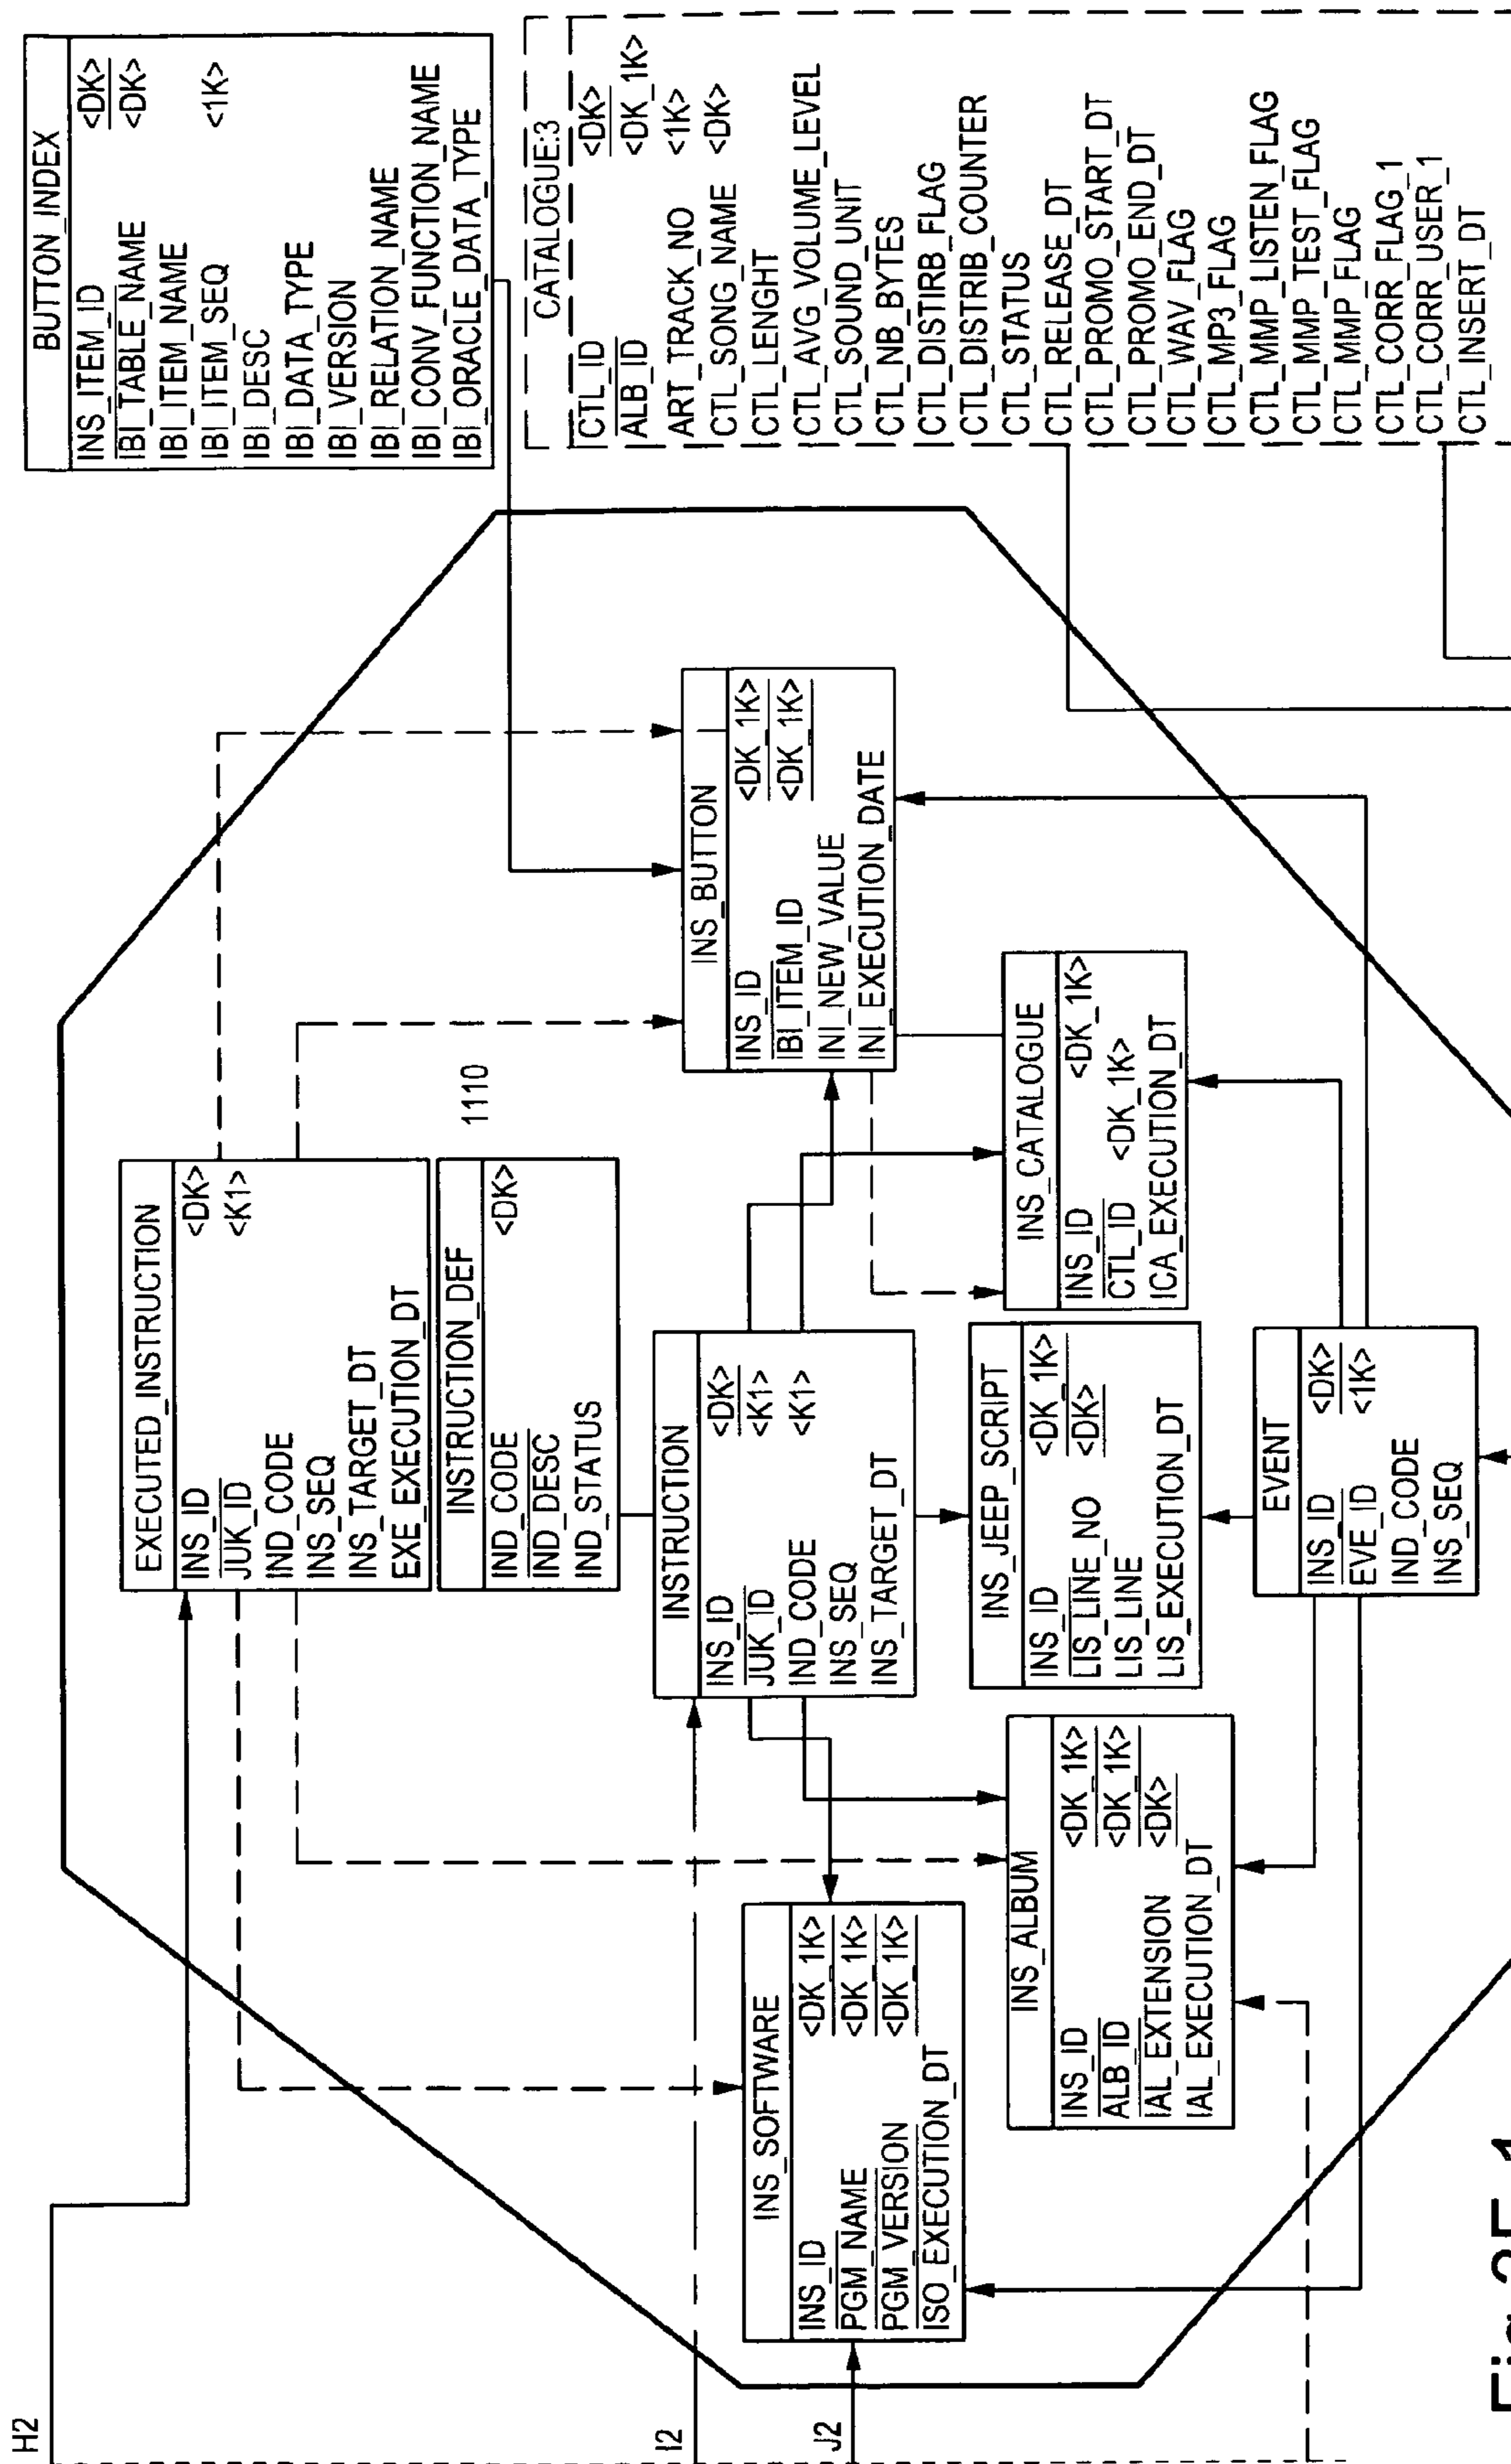 H2
I2
J2
EXECUTED_INSTRUCTION
INS_ID <DK>
JUK_ID <K1>
IND_CODE
INS_SEQ
INS_TARGET_DT
EXE_EXECUTION_DT
INSTRUCTION_DEF
IND_CODE <DK>
IND_DESC
IND_STATUS
1110
BUTTON_INDEX
INS_ITEM_ID <DK>
IBI_TABLE_NAME <DK>
IBI_ITEM_NAME
IBI_ITEM_SEQ <1K>
IBI_DESC
IBI_DATA_TYPE
IBI_VERSION
IBI_RELATION_NAME
IBI_CONV_FUNCTION_NAME
IBI_ORACLE_DATA_TYPE
INSTRUCTION
INS_ID <DK>
JUK_ID <K1>
IND_CODE <K1>
INS_SEQ
INS_TARGET_DT
INS_BUTTON
INS_ID <DK_1K>
IBI_ITEM_ID <DK_1K>
INI_NEW_VALUE
INI_EXECUTION_DATE
INS_SOFTWARE
INS_ID <DK_1K>
PGM_NAME <DK_1K>
PGM_VERSION <DK_1K>
ISO_EXECUTION_DT
INS_ALBUM
INS_ID <DK_1K>
ALB_ID <DK_1K>
IAL_EXTENSION <DK>
IAL_EXECUTION_DT
INS_JEEP_SCRIPT
INS_ID <DK_1K>
LIS_LINE_NO <DK>
LIS_LINE
LIS_EXECUTION_DT
INS_CATALOGUE
INS_ID <DK_1K>
CTL_ID <DK_1K>
ICA_EXECUTION_DT
EVENT
INS_ID <DK>
EVE_ID <1K>
IND_CODE
INS_SEQ
CATALOGUE:3
CTL_ID <DK>
ALB_ID <DK_1K>
ART_TRACK_NO <1K>
CTL_SONG_NAME <DK>
CTL_LENGHT
CTL_AVG_VOLUME_LEVEL
CTL_SOUND_UNIT
CTL_NB_BYTES
CTL_DISTIRB_FLAG
CTL_DISTRIB_COUNTER
CTL_STATUS
CTL_RELEASE_DT
CTL_PROMO_START_DT
CTL_PROMO_END_DT
CTL_WAV_FLAG
CTL_MP3_FLAG
CTL_MMP_LISTEN_FLAG
CTL_MMP_TEST_FLAG
CTL_MMP_FLAG
CTL_CORR_FLAG_1
CTL_CORR_USER_1
CTL_INSERT_DT